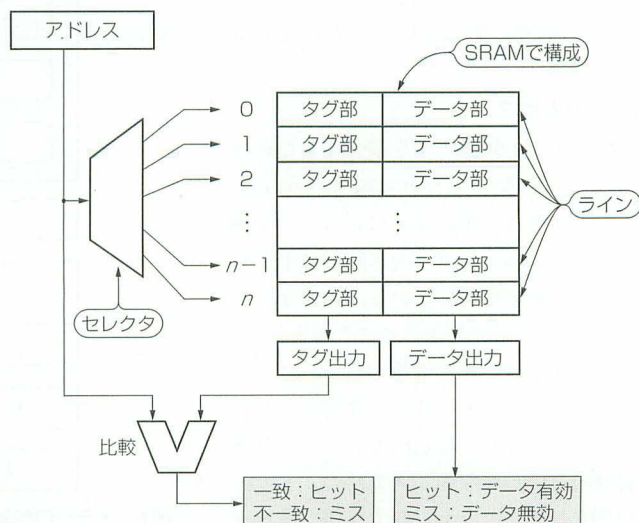 アドレス
SRAMで構成
0 タグ部 データ部
1 タグ部 データ部
2 タグ部 データ部
⋮ ⋮
n−1 タグ部 データ部
n タグ部 データ部
ライン
セレクタ
タグ出力 データ出力
比較
一致：ヒット
不一致：ミス
ヒット：データ有効
ミス：データ無効